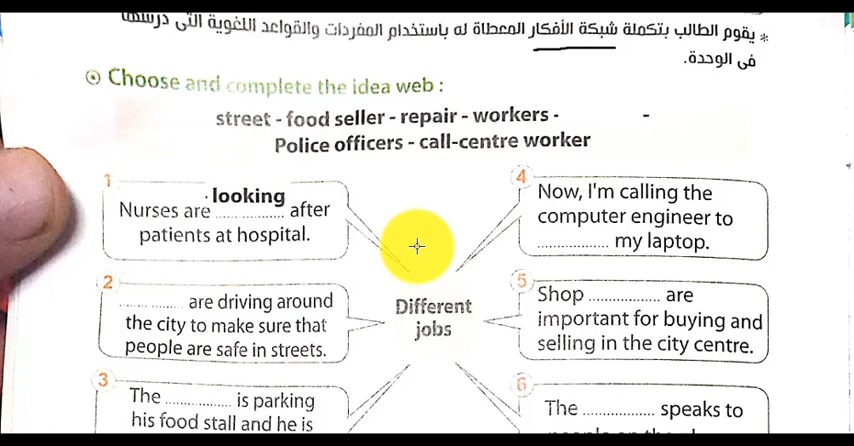 * يقوم الطالب بتكملة شبكة الأفكار المعطاة له باستخدام المفردات والقواعد اللغوية التى درسها
فى الوحدة.
Choose and complete the idea web :
street - food seller - repair - workers - -
Police officers - call-centre worker
1
looking
Nurses are ................ after
patients at hospital.
2
................ are driving around
the city to make sure that
people are safe in streets.
3
The ................ is parking
his food stall and he is
Different
jobs
4
Now, I'm calling the
computer engineer to
................ my laptop.
5
Shop ................ are
important for buying and
selling in the city centre.
6
The ................ speaks to